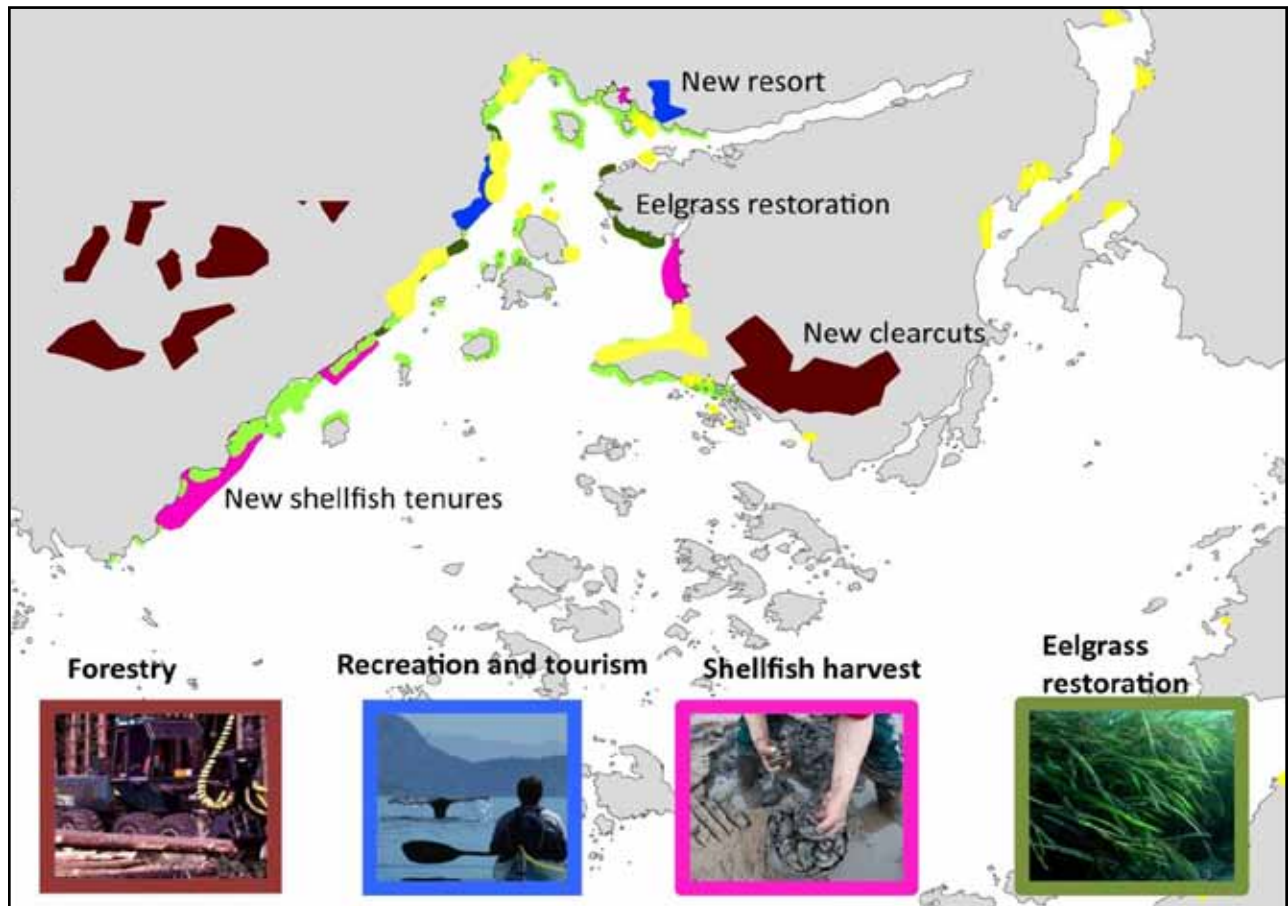 New resort
Eelgrass restoration
New clearcuts
New shellfish tenures
Forestry
Recreation and tourism
Shellfish harvest
Eelgrass
restoration